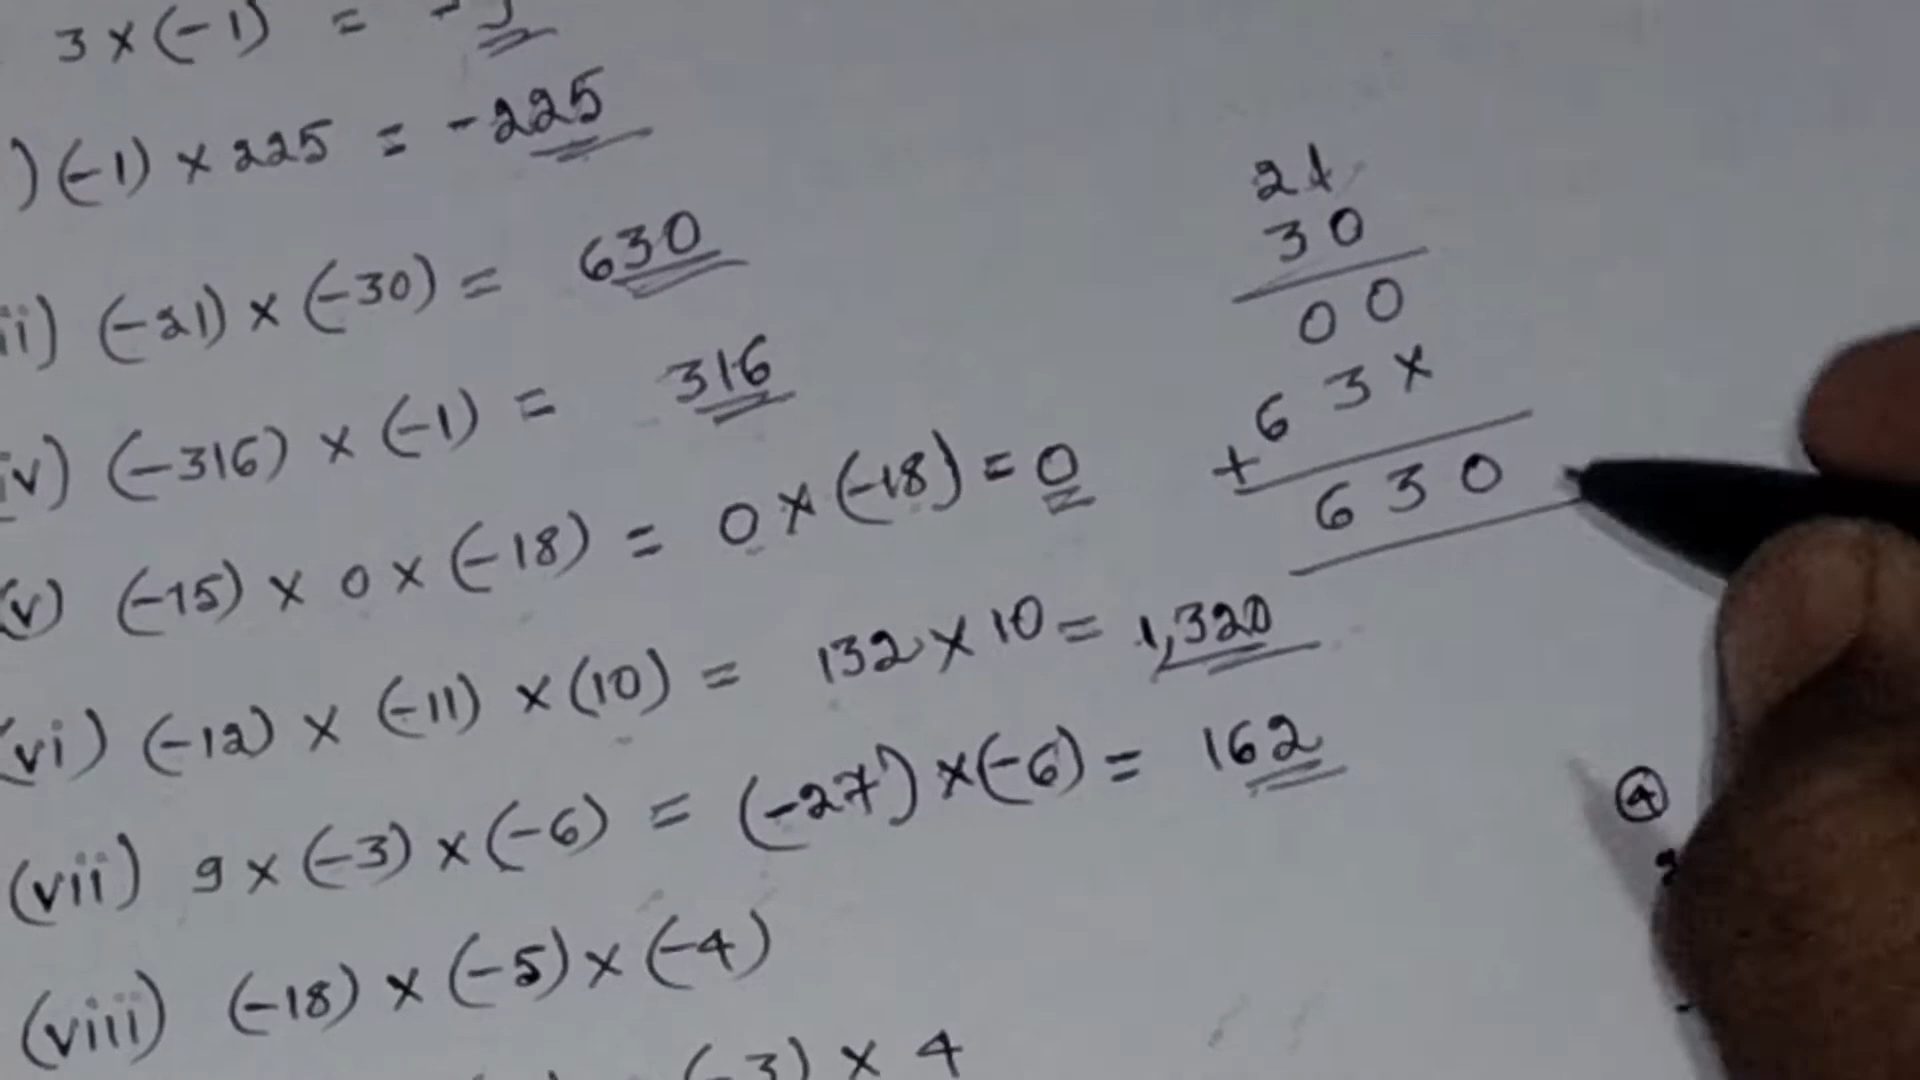 3 × (-1) = -3
) (-1) × 225 = -225
ii) (-21) × (-30) = 630
iv) (-316) × (-1) = 316
(v) (-15) × 0 × (-18) = 0 × (-18) = 0
(vi) (-12) × (-11) × (10) = 132 × 10 = 1,320
(vii) 9 × (-3) × (-6) = (-27) × (-6) = 162
(viii) (-18) × (-5) × (-4)
(-3) × 4
21
30
00
63×
+
630
④